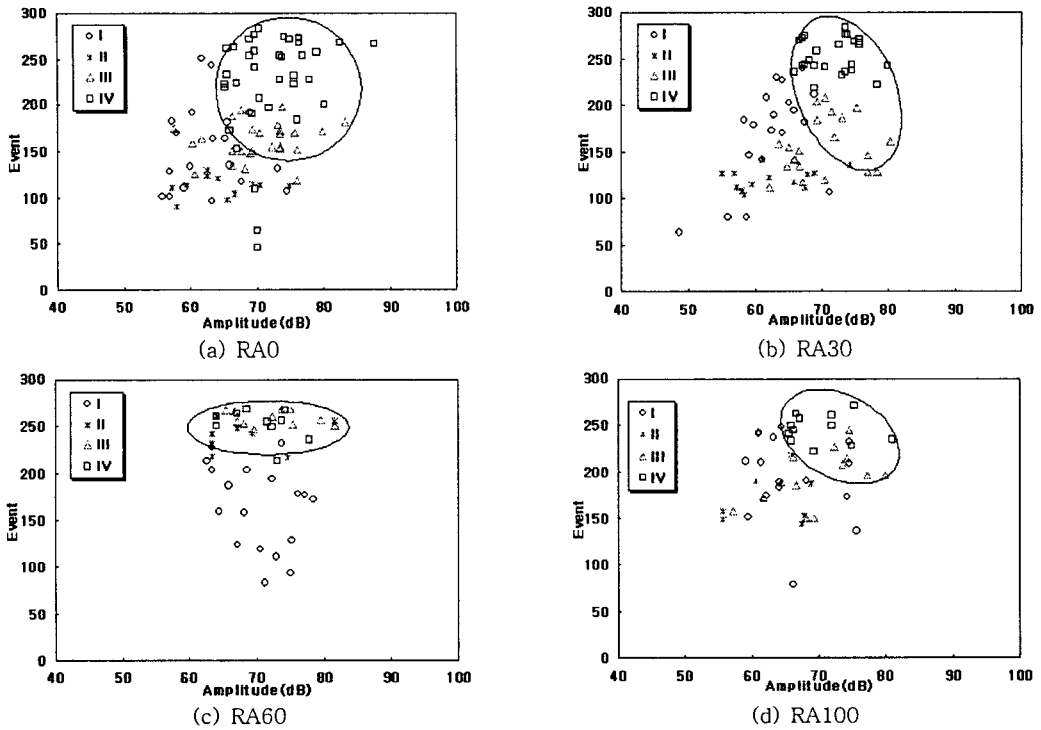 300
250
200
150
100
50
0
Event
I
II
III
IV
40 50 60 70 80 90 100
Amplitude(dB)
(a) RA0
300
250
200
150
100
50
0
Event
I
II
III
IV
40 50 60 70 80 90 100
Amplitude(dB)
(b) RA30
300
250
200
150
100
50
0
Event
I
II
III
IV
40 50 60 70 80 90 100
Amplitude(dB)
(c) RA60
300
250
200
150
100
50
0
Event
I
II
III
IV
40 50 60 70 80 90 100
Amplitude(dB)
(d) RA100